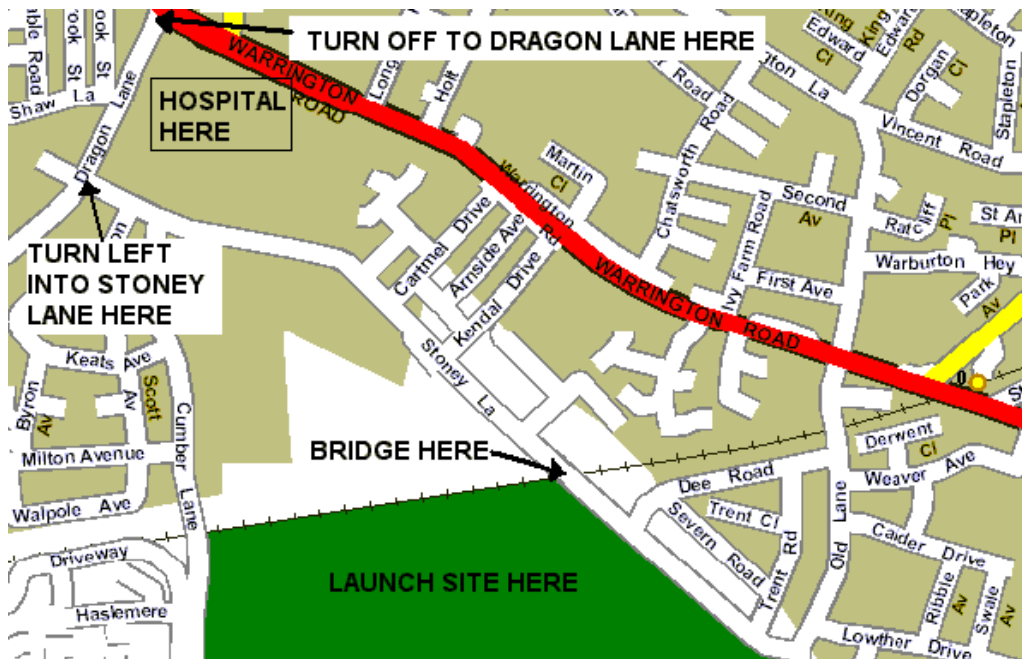 TURN OFF TO DRAGON LANE HERE
HOSPITAL
HERE
TURN LEFT
INTO STONEY
LANE HERE
BRIDGE HERE
LAUNCH SITE HERE
WARRINGTON
ROAD
WARRINGTON ROAD
Warrington
Rd
Shaw La
Dragon Lane
Long
Holt
Martin
Cl
Cartmel Drive
Arnside Ave
Kendal Drive
Stoney La
Chatsworth Road
Ivy Farm Road
Second
Av
First Ave
King
Edward
Cl
King
Edward
Rd
Dorgan
Cl
Stapleton
Stapleton
Vincent Road
Ratcliff
Pl
St
Pl
Warburton Hey
Park
Av
Keats Ave
Byron
Av
Scott
Av
Milton Avenue
Walpole Ave
Cumber Lane
Driveway
Haslemere
Dee Road
Trent Cl
Severn Road
Trent Rd
Old Lane
Derwent
Cl
Weaver Ave
Calder Drive
Ribble
Av
Swale
Av
Lowther Drive